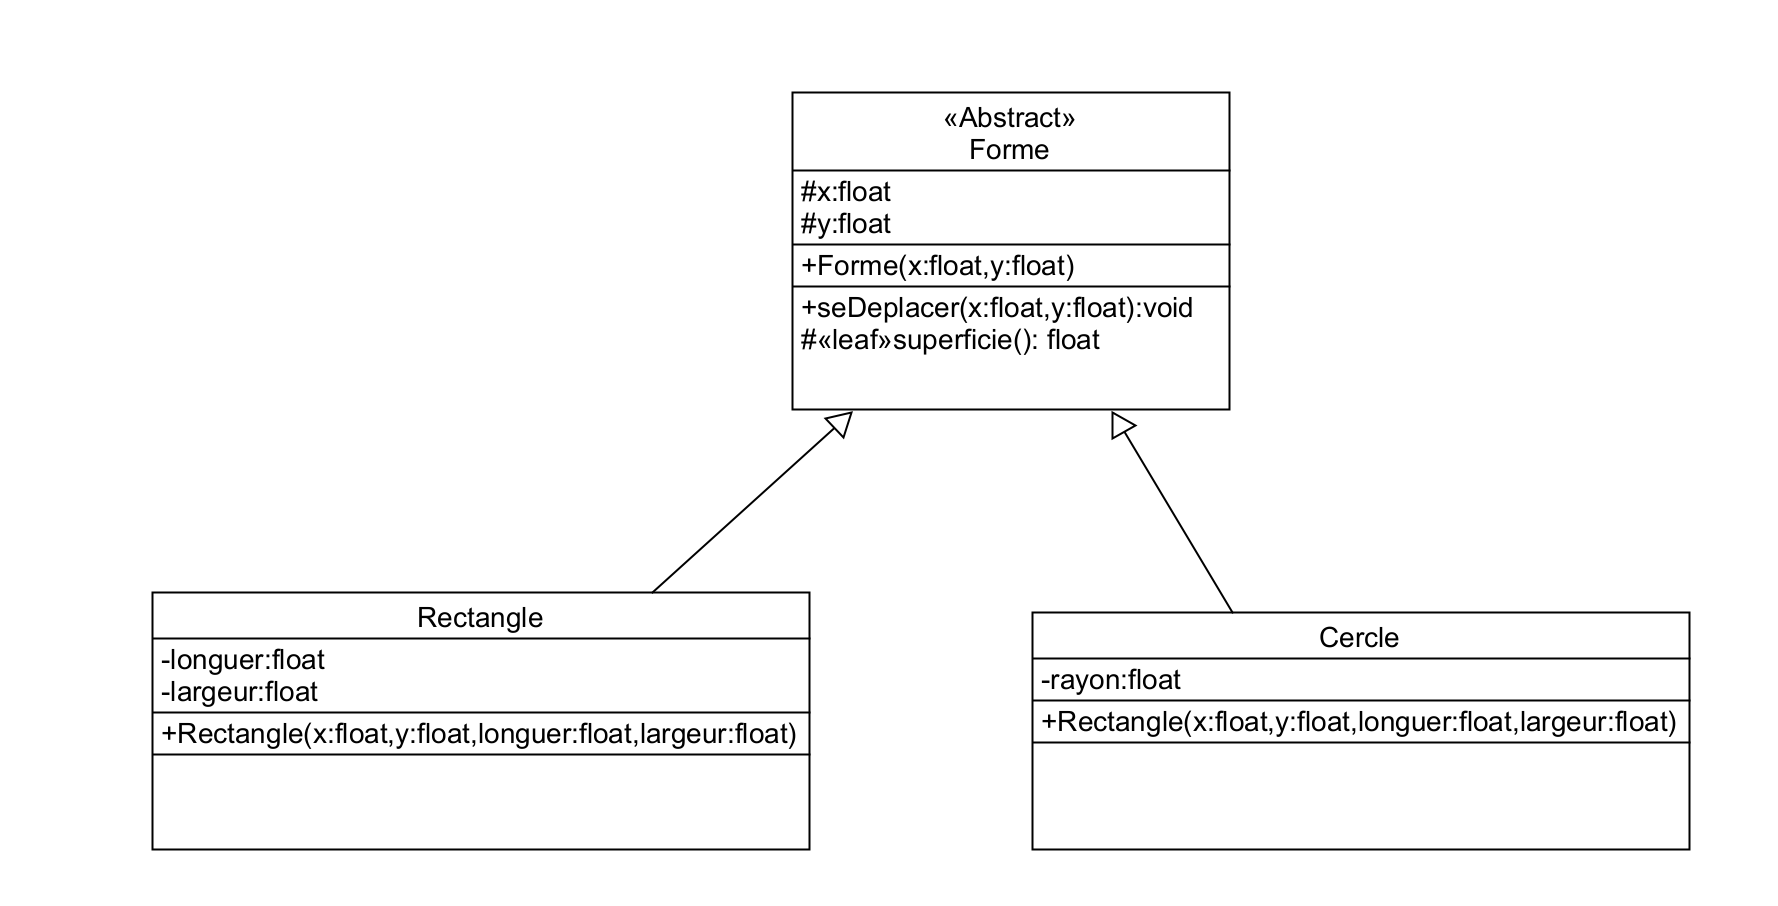 «Abstract»
Forme
#x:float
#y:float
+Forme(x:float,y:float)
+seDeplacer(x:float,y:float):void
#«leaf»superficie(): float
Rectangle
-longuer:float
-largeur:float
+Rectangle(x:float,y:float,longuer:float,largeur:float)
Cercle
-rayon:float
+Rectangle(x:float,y:float,longuer:float,largeur:float)